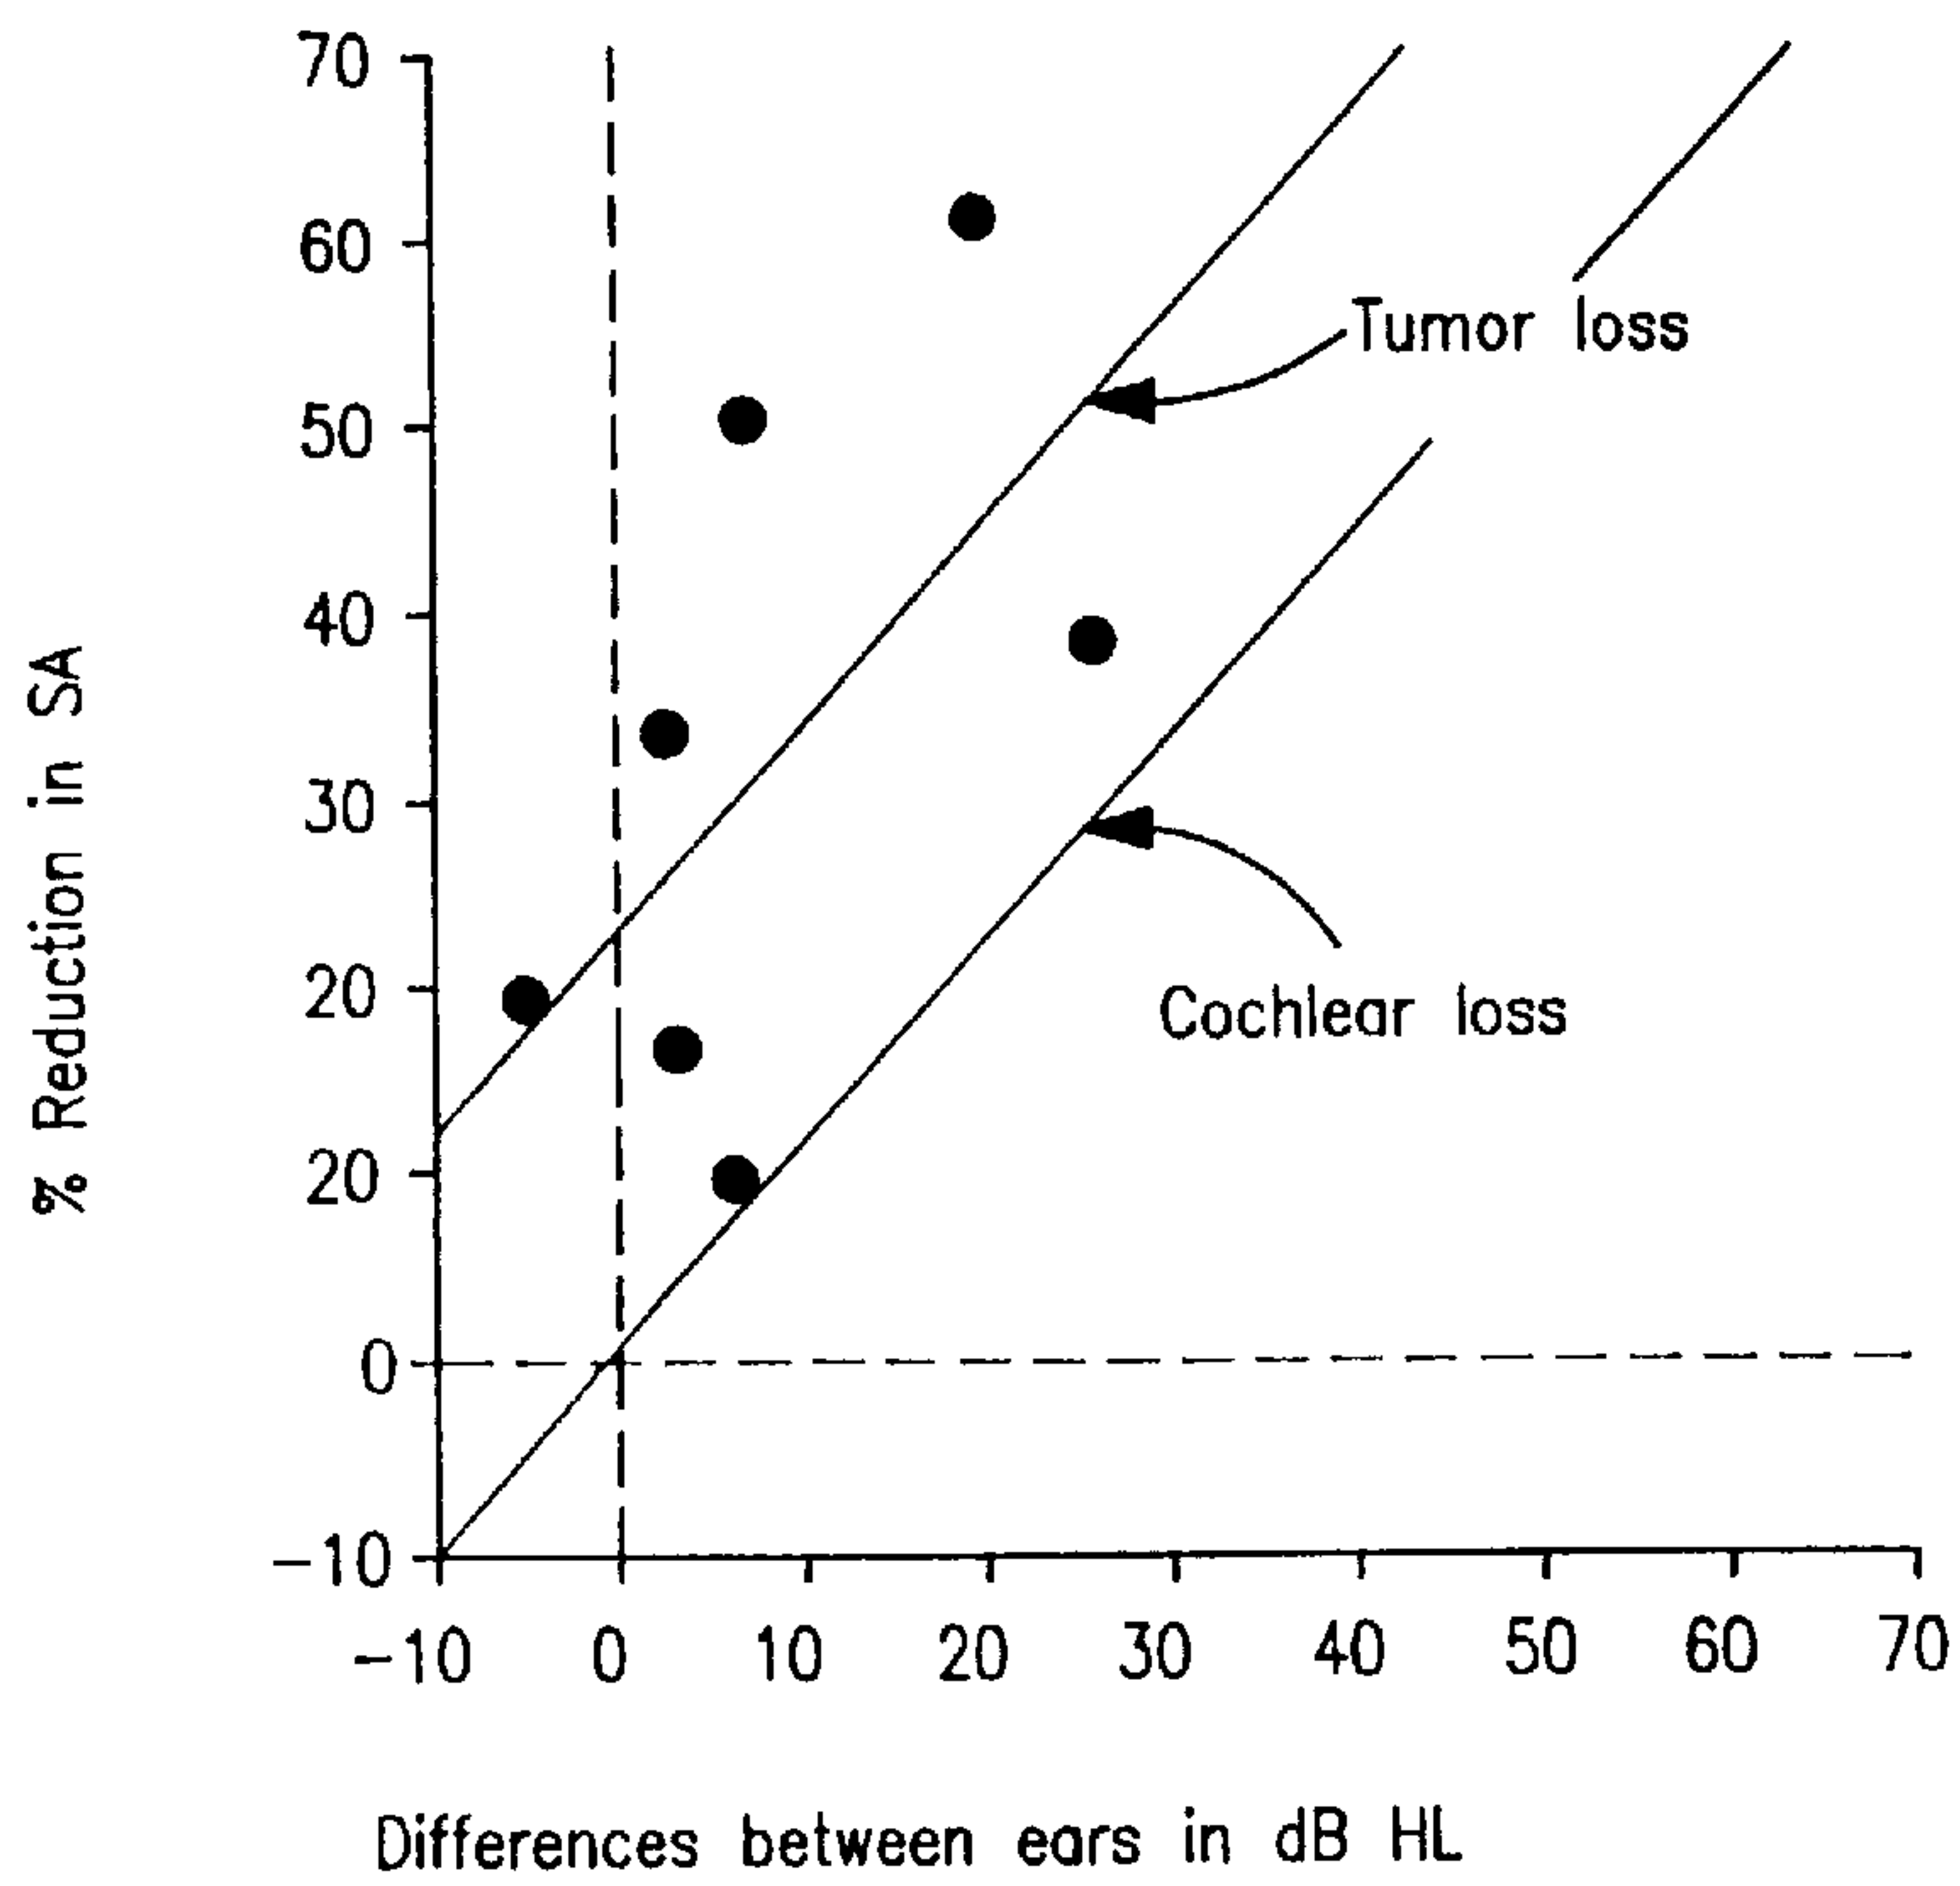 % Reduction in SA
70
60
50
40
30
20
20
0
-10
Tumor loss
Cochlear loss
-10 0 10 20 30 40 50 60 70
Differences between ears in dB HL